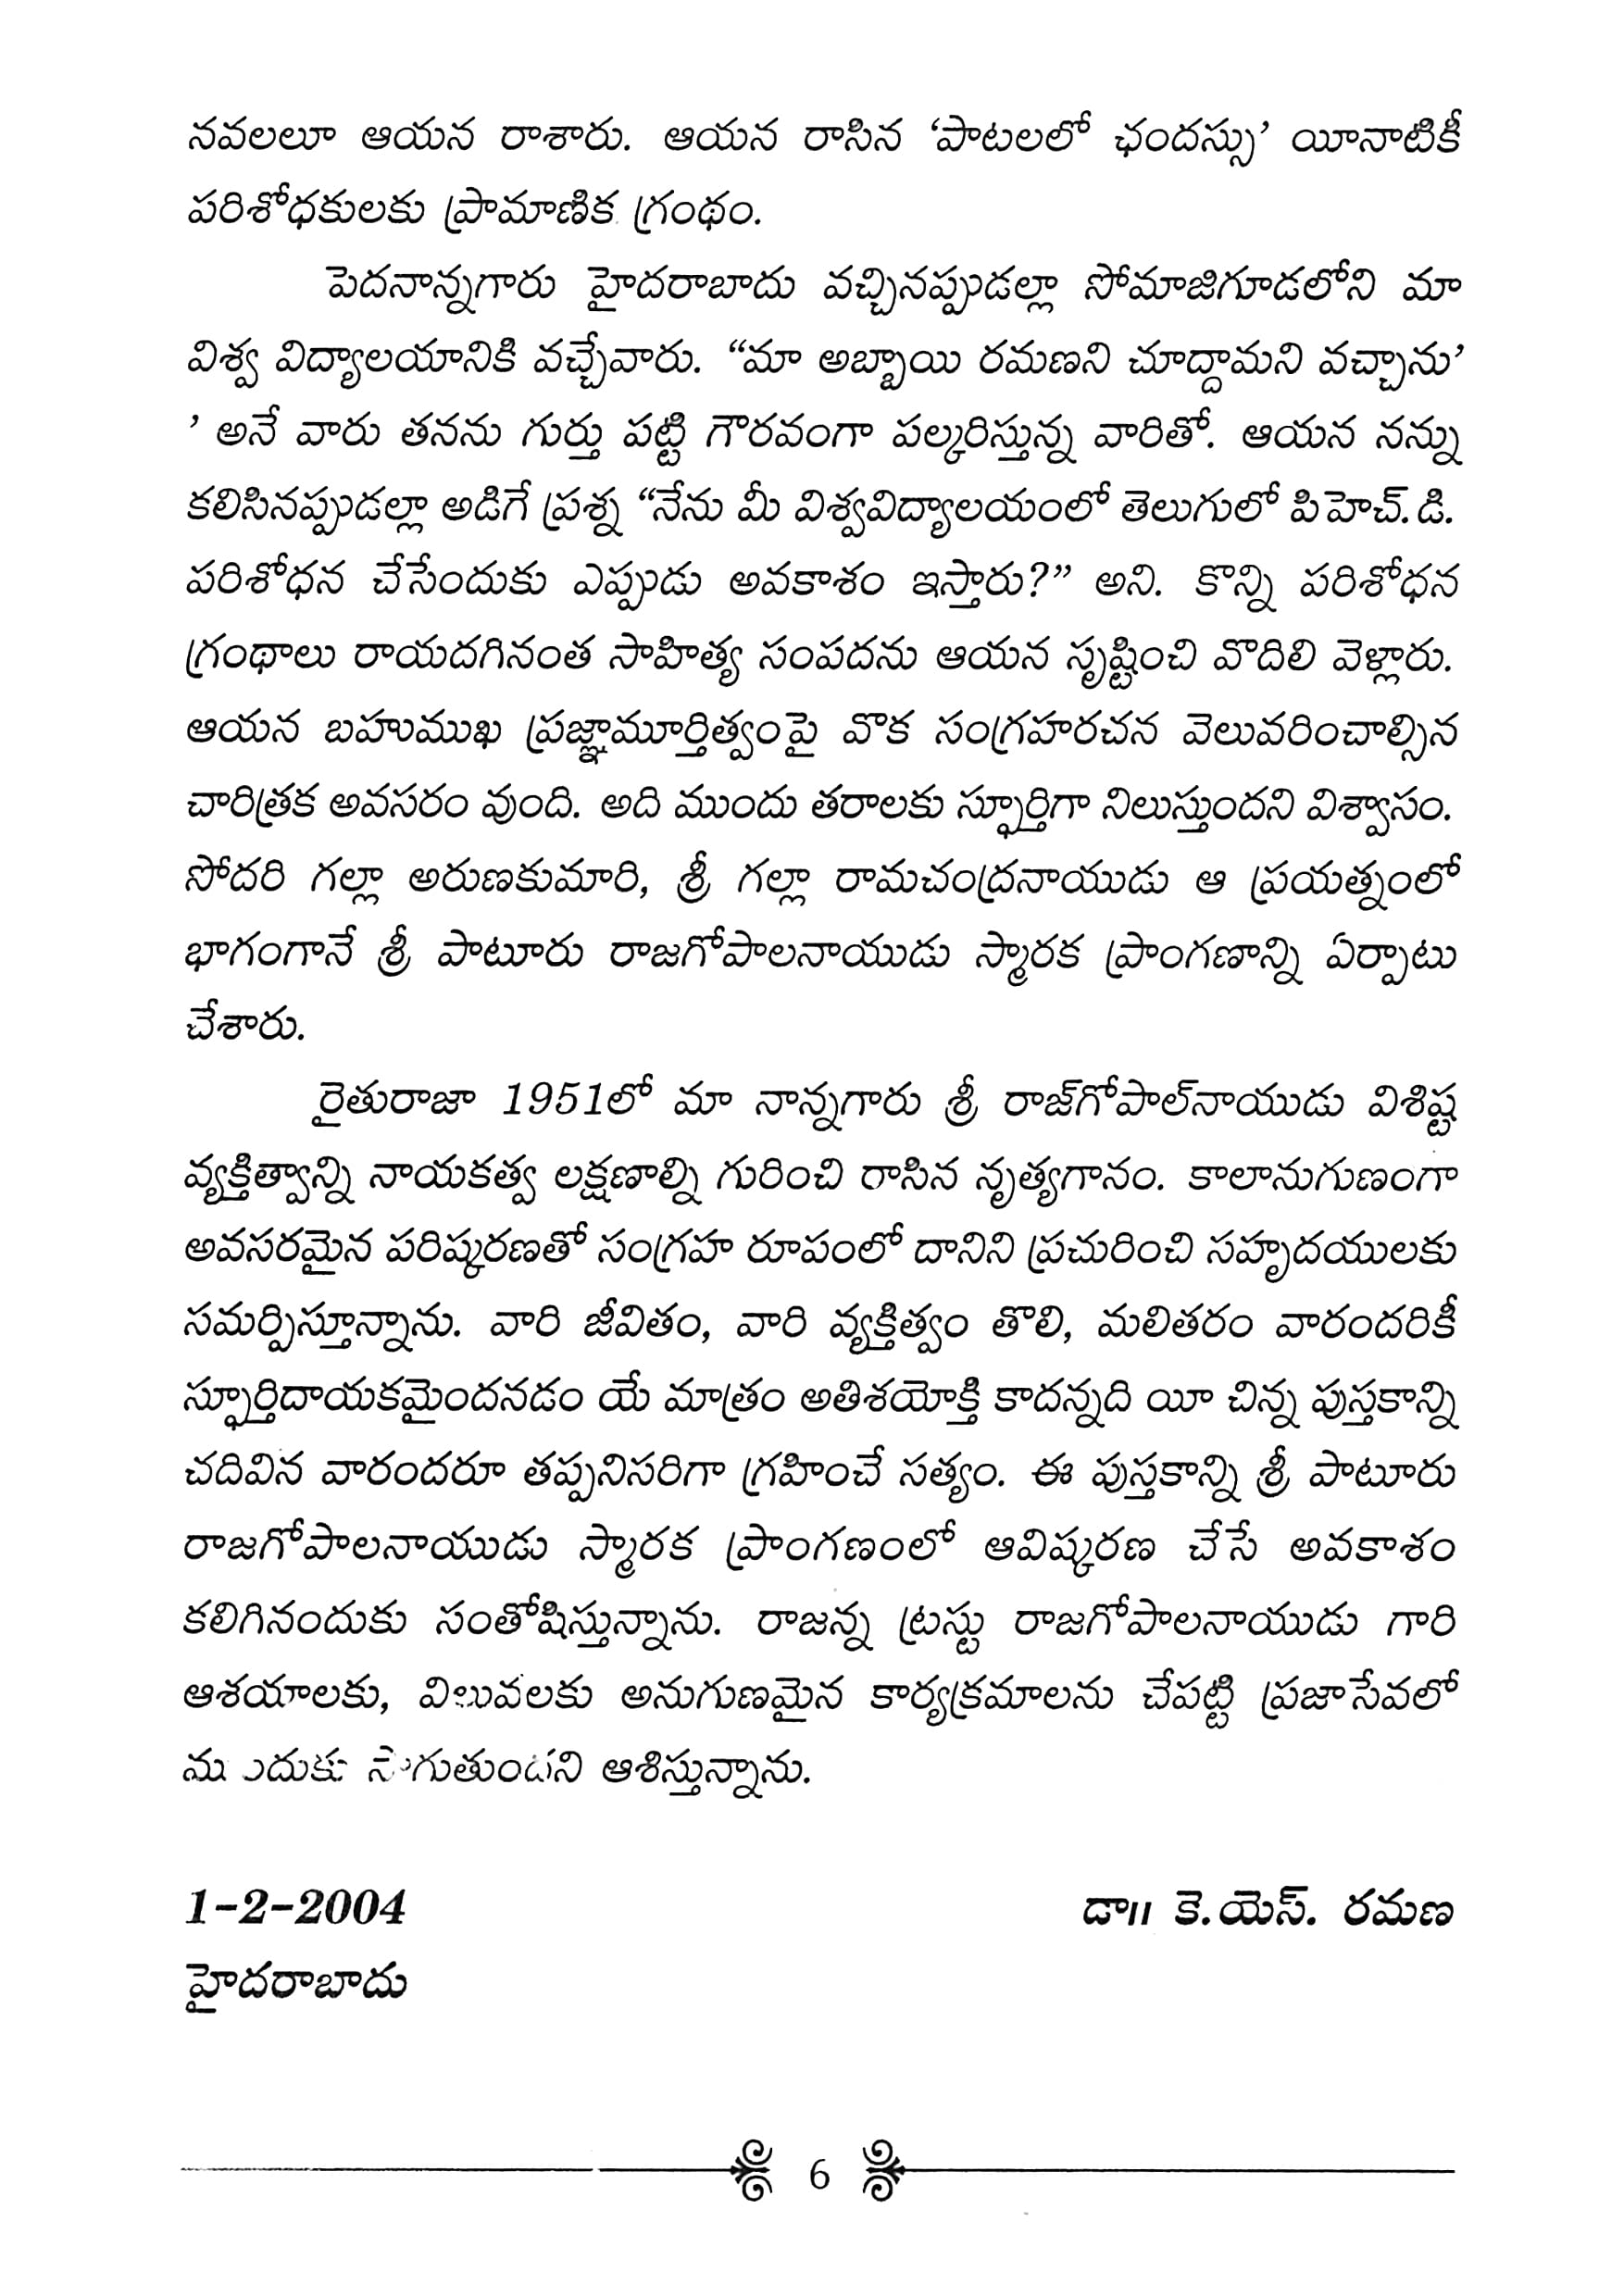 నవలలూ ఆయన రాశారు. ఆయన రాసిన ‘పాటలలో ఛందస్సు’ యీనాటికీ
పరిశోధకులకు ప్రామాణిక గ్రంథం.
పెదనాన్నగారు హైదరాబాదు వచ్చినప్పుడల్లా సోమాజిగూడలోని మా
విశ్వ విద్యాలయానికి వచ్చేవారు. “మా అబ్బాయి రమణని చూద్దామని వచ్చాను’
’ అనే వారు తనను గుర్తు పట్టి గౌరవంగా పల్కరిస్తున్న వారితో. ఆయన నన్ను
కలిసినప్పుడల్లా అడిగే ప్రశ్న “నేను మీ విశ్వవిద్యాలయంలో తెలుగులో పిహెచ్.డి.
పరిశోధన చేసేందుకు ఎప్పుడు అవకాశం ఇస్తారు?” అని. కొన్ని పరిశోధన
గ్రంథాలు రాయదగినంత సాహిత్య సంపదను ఆయన సృష్టించి వొదిలి వెళ్లారు.
ఆయన బహుముఖ ప్రజ్ఞామూర్తిత్వంపై వొక సంగ్రహరచన వెలువరించాల్సిన
చారిత్రక అవసరం వుంది. అది ముందు తరాలకు స్ఫూర్తిగా నిలుస్తుందని విశ్వాసం.
సోదరి గల్లా అరుణకుమారి, శ్రీ గల్లా రామచంద్రనాయుడు ఆ ప్రయత్నంలో
భాగంగానే శ్రీ పాటూరు రాజగోపాలనాయుడు స్మారక ప్రాంగణాన్ని ఏర్పాటు
చేశారు.
రైతురాజా 1951లో మా నాన్నగారు శ్రీ రాజ్‌గోపాల్‌నాయుడు విశిష్ట
వ్యక్తిత్వాన్ని నాయకత్వ లక్షణాల్ని గురించి రాసిన నృత్యగానం. కాలానుగుణంగా
అవసరమైన పరిష్కరణతో సంగ్రహ రూపంలో దానిని ప్రచురించి సహృదయులకు
సమర్పిస్తూన్నాను. వారి జీవితం, వారి వ్యక్తిత్వం తొలి, మలితరం వారందరికీ
స్ఫూర్తిదాయకమైందనడం యే మాత్రం అతిశయోక్తి కాదన్నది యీ చిన్న పుస్తకాన్ని
చదివిన వారందరూ తప్పనిసరిగా గ్రహించే సత్యం. ఈ పుస్తకాన్ని శ్రీ పాటూరు
రాజగోపాలనాయుడు స్మారక ప్రాంగణంలో ఆవిష్కరణ చేసే అవకాశం
కలిగినందుకు సంతోషిస్తున్నాను. రాజన్న ట్రస్టు రాజగోపాలనాయుడు గారి
ఆశయాలకు, విలువలకు అనుగుణమైన కార్యక్రమాలను చేపట్టి ప్రజాసేవలో
ముందుకు సాగుతుందని ఆశిస్తున్నాను.
1-2-2004
డా॥ కె.యెస్. రమణ
హైదరాబాదు
6